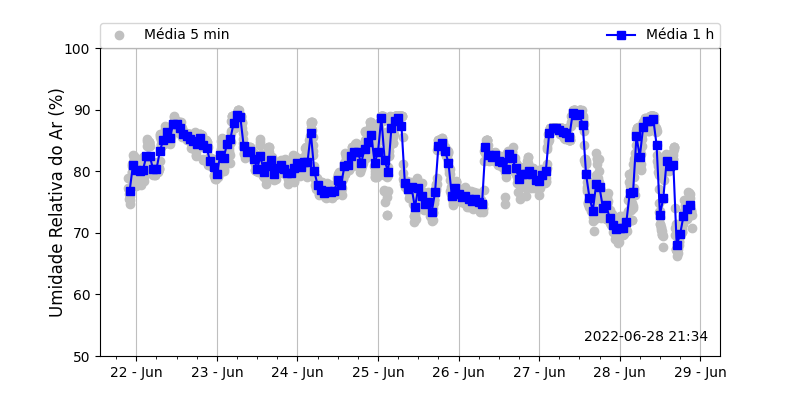 Média 5 min
Média 1 h
100
90
80
70
60
50
Umidade Relativa do Ar (%)
2022-06-28 21:34
22 - Jun
23 - Jun
24 - Jun
25 - Jun
26 - Jun
27 - Jun
28 - Jun
29 - Jun